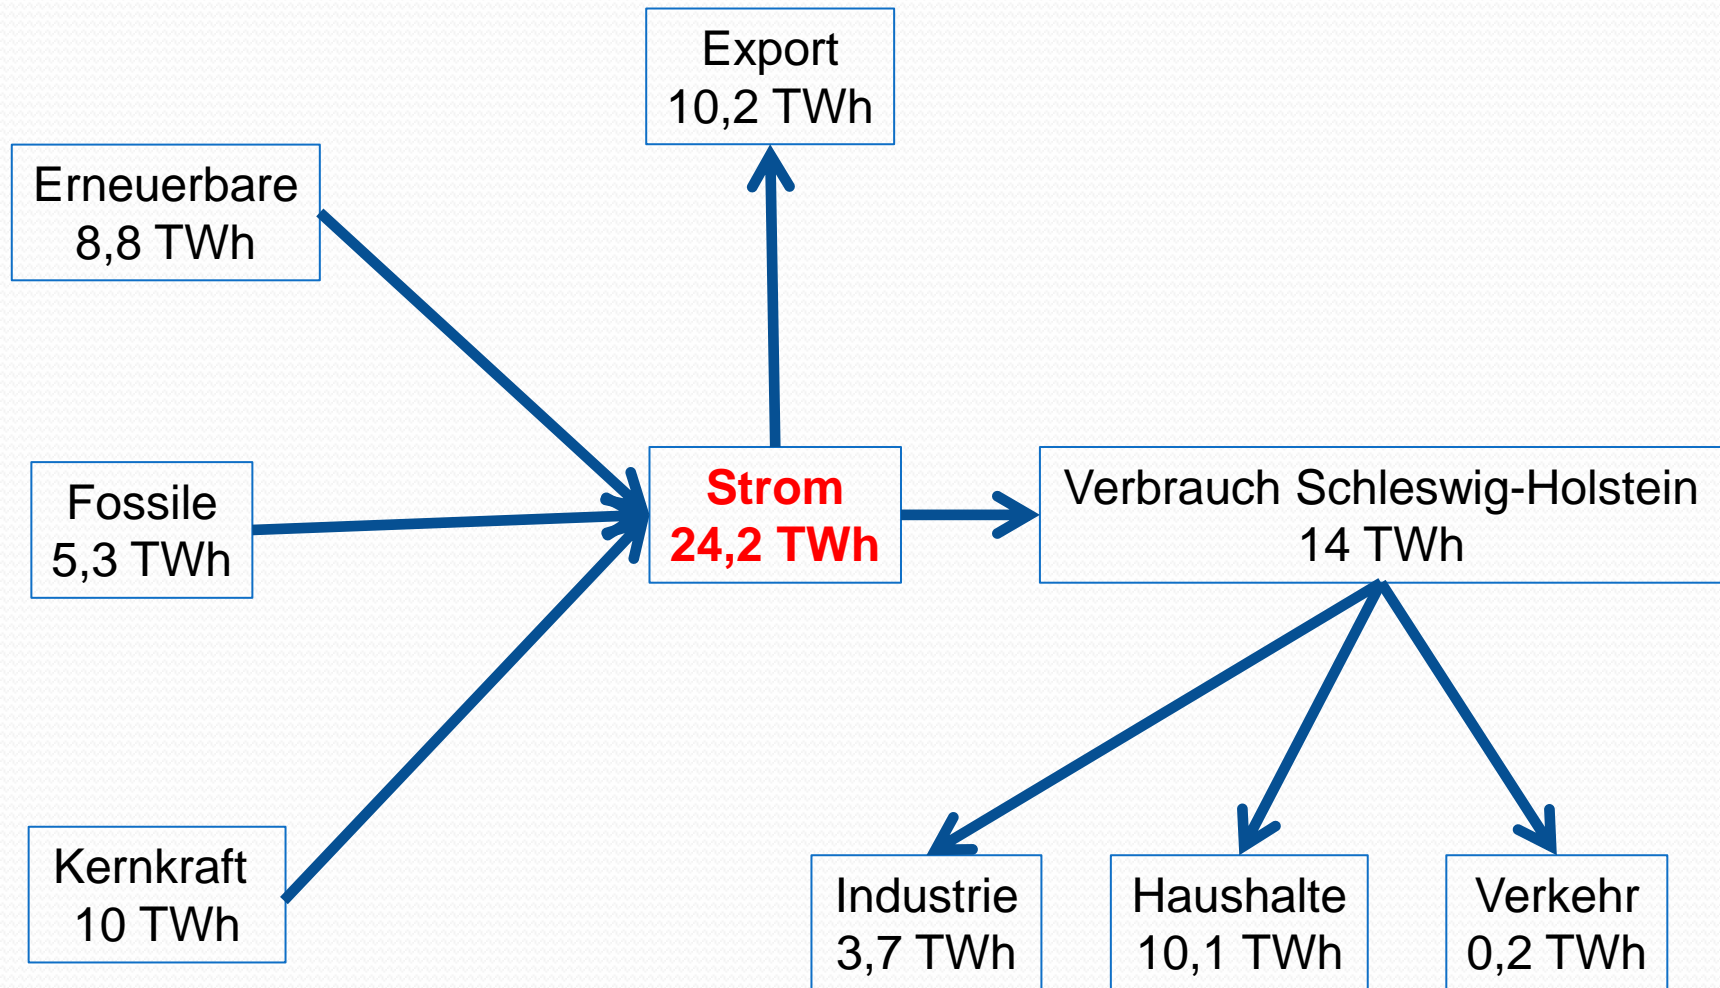 Export
10,2 TWh
Erneuerbare
8,8 TWh
Fossile
5,3 TWh
Strom
24,2 TWh
Verbrauch Schleswig-Holstein
14 TWh
Kernkraft
10 TWh
Industrie
3,7 TWh
Haushalte
10,1 TWh
Verkehr
0,2 TWh